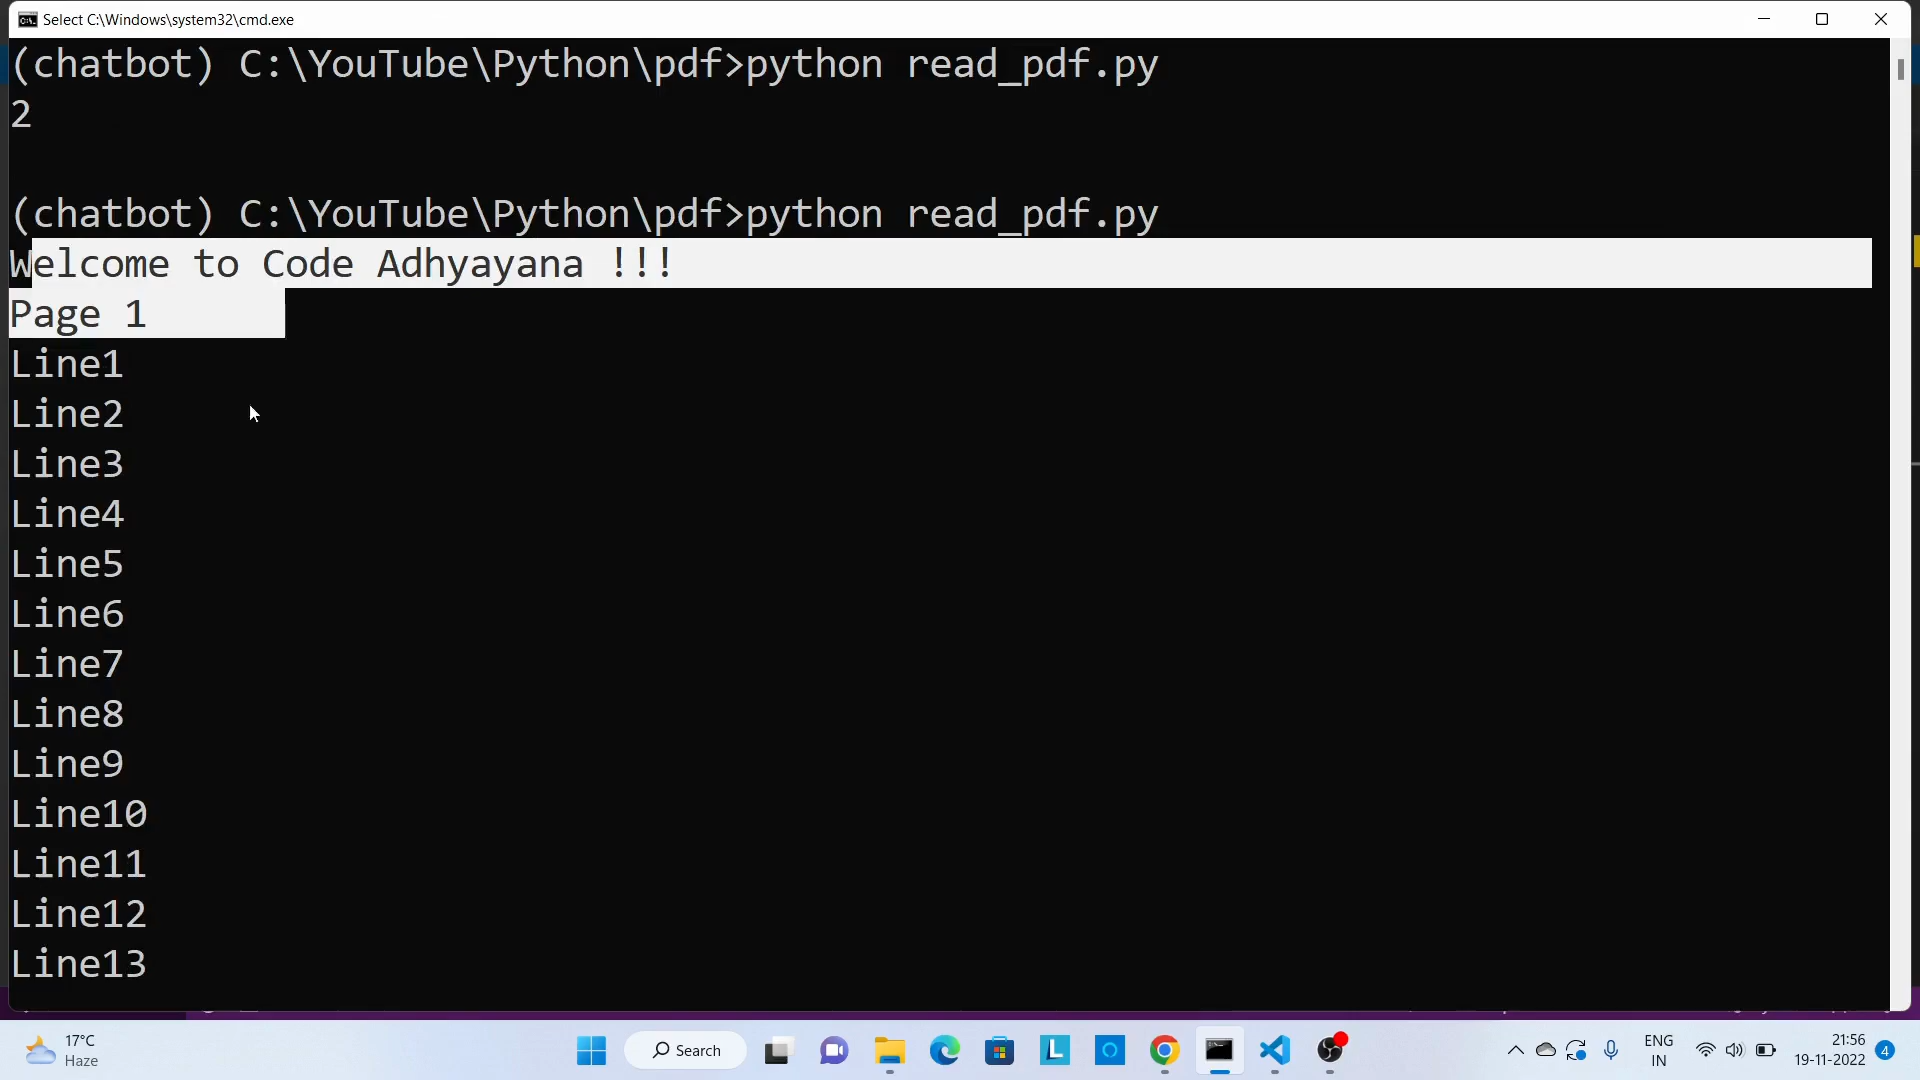 Select C:\Windows\system32\cmd.exe
(chatbot) C:\YouTube\Python\pdf>python read_pdf.py
2
(chatbot) C:\YouTube\Python\pdf>python read_pdf.py
Welcome to Code Adhyayana !!!
Page 1
Line1
Line2
Line3
Line4
Line5
Line6
Line7
Line8
Line9
Line10
Line11
Line12
Line13
17°C
Haze
Search
ENG
IN
21:56
19-11-2022
4